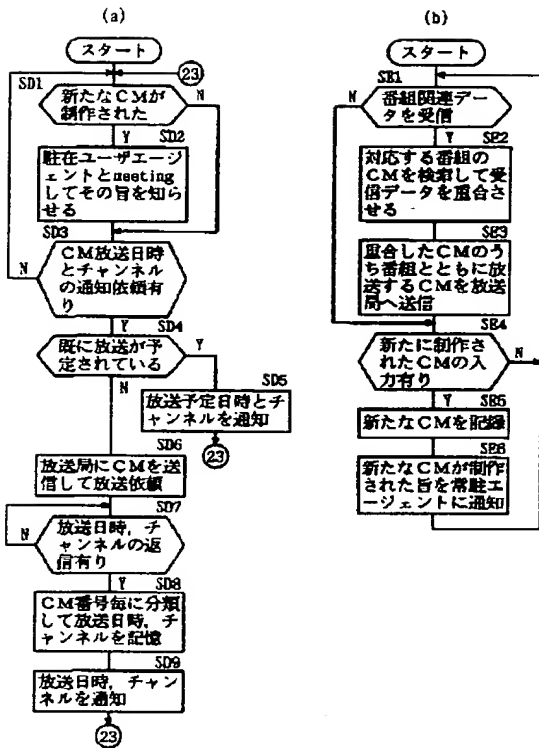 (a)
スタート
23
SD1
新たなCMが
制作された
N
Y
SD2
駐在ユーザエージ
ェントとmeeting
してその旨を知ら
せる
SD3
CM放送日時
とチャンネル
の通知依頼有
り
N
Y
SD4
既に放送が予
定されている
Y
N
SD5
放送予定日時とチ
ャンネルを通知
23
SD6
放送局にCMを送
信して放送依頼
SD7
放送日時，チ
ャンネルの返
信有り
N
Y
SD8
CM番号毎に分類
して放送日時，チ
ャンネルを記憶
SD9
放送日時，チャン
ネルを通知
23
(b)
スタート
SE1
番組関連デー
タを受信
N
Y
SE2
対応する番組の
CMを検索して受
信データを重合さ
せる
SE3
重合したCMのう
ち番組とともに放
送するCMを放送
局へ送信
SE4
新たに制作さ
れたCMの入
力有り
N
Y
SE5
新たなCMを記録
SE6
新たなCMが制作
された旨を常駐エ
ージェントに通知